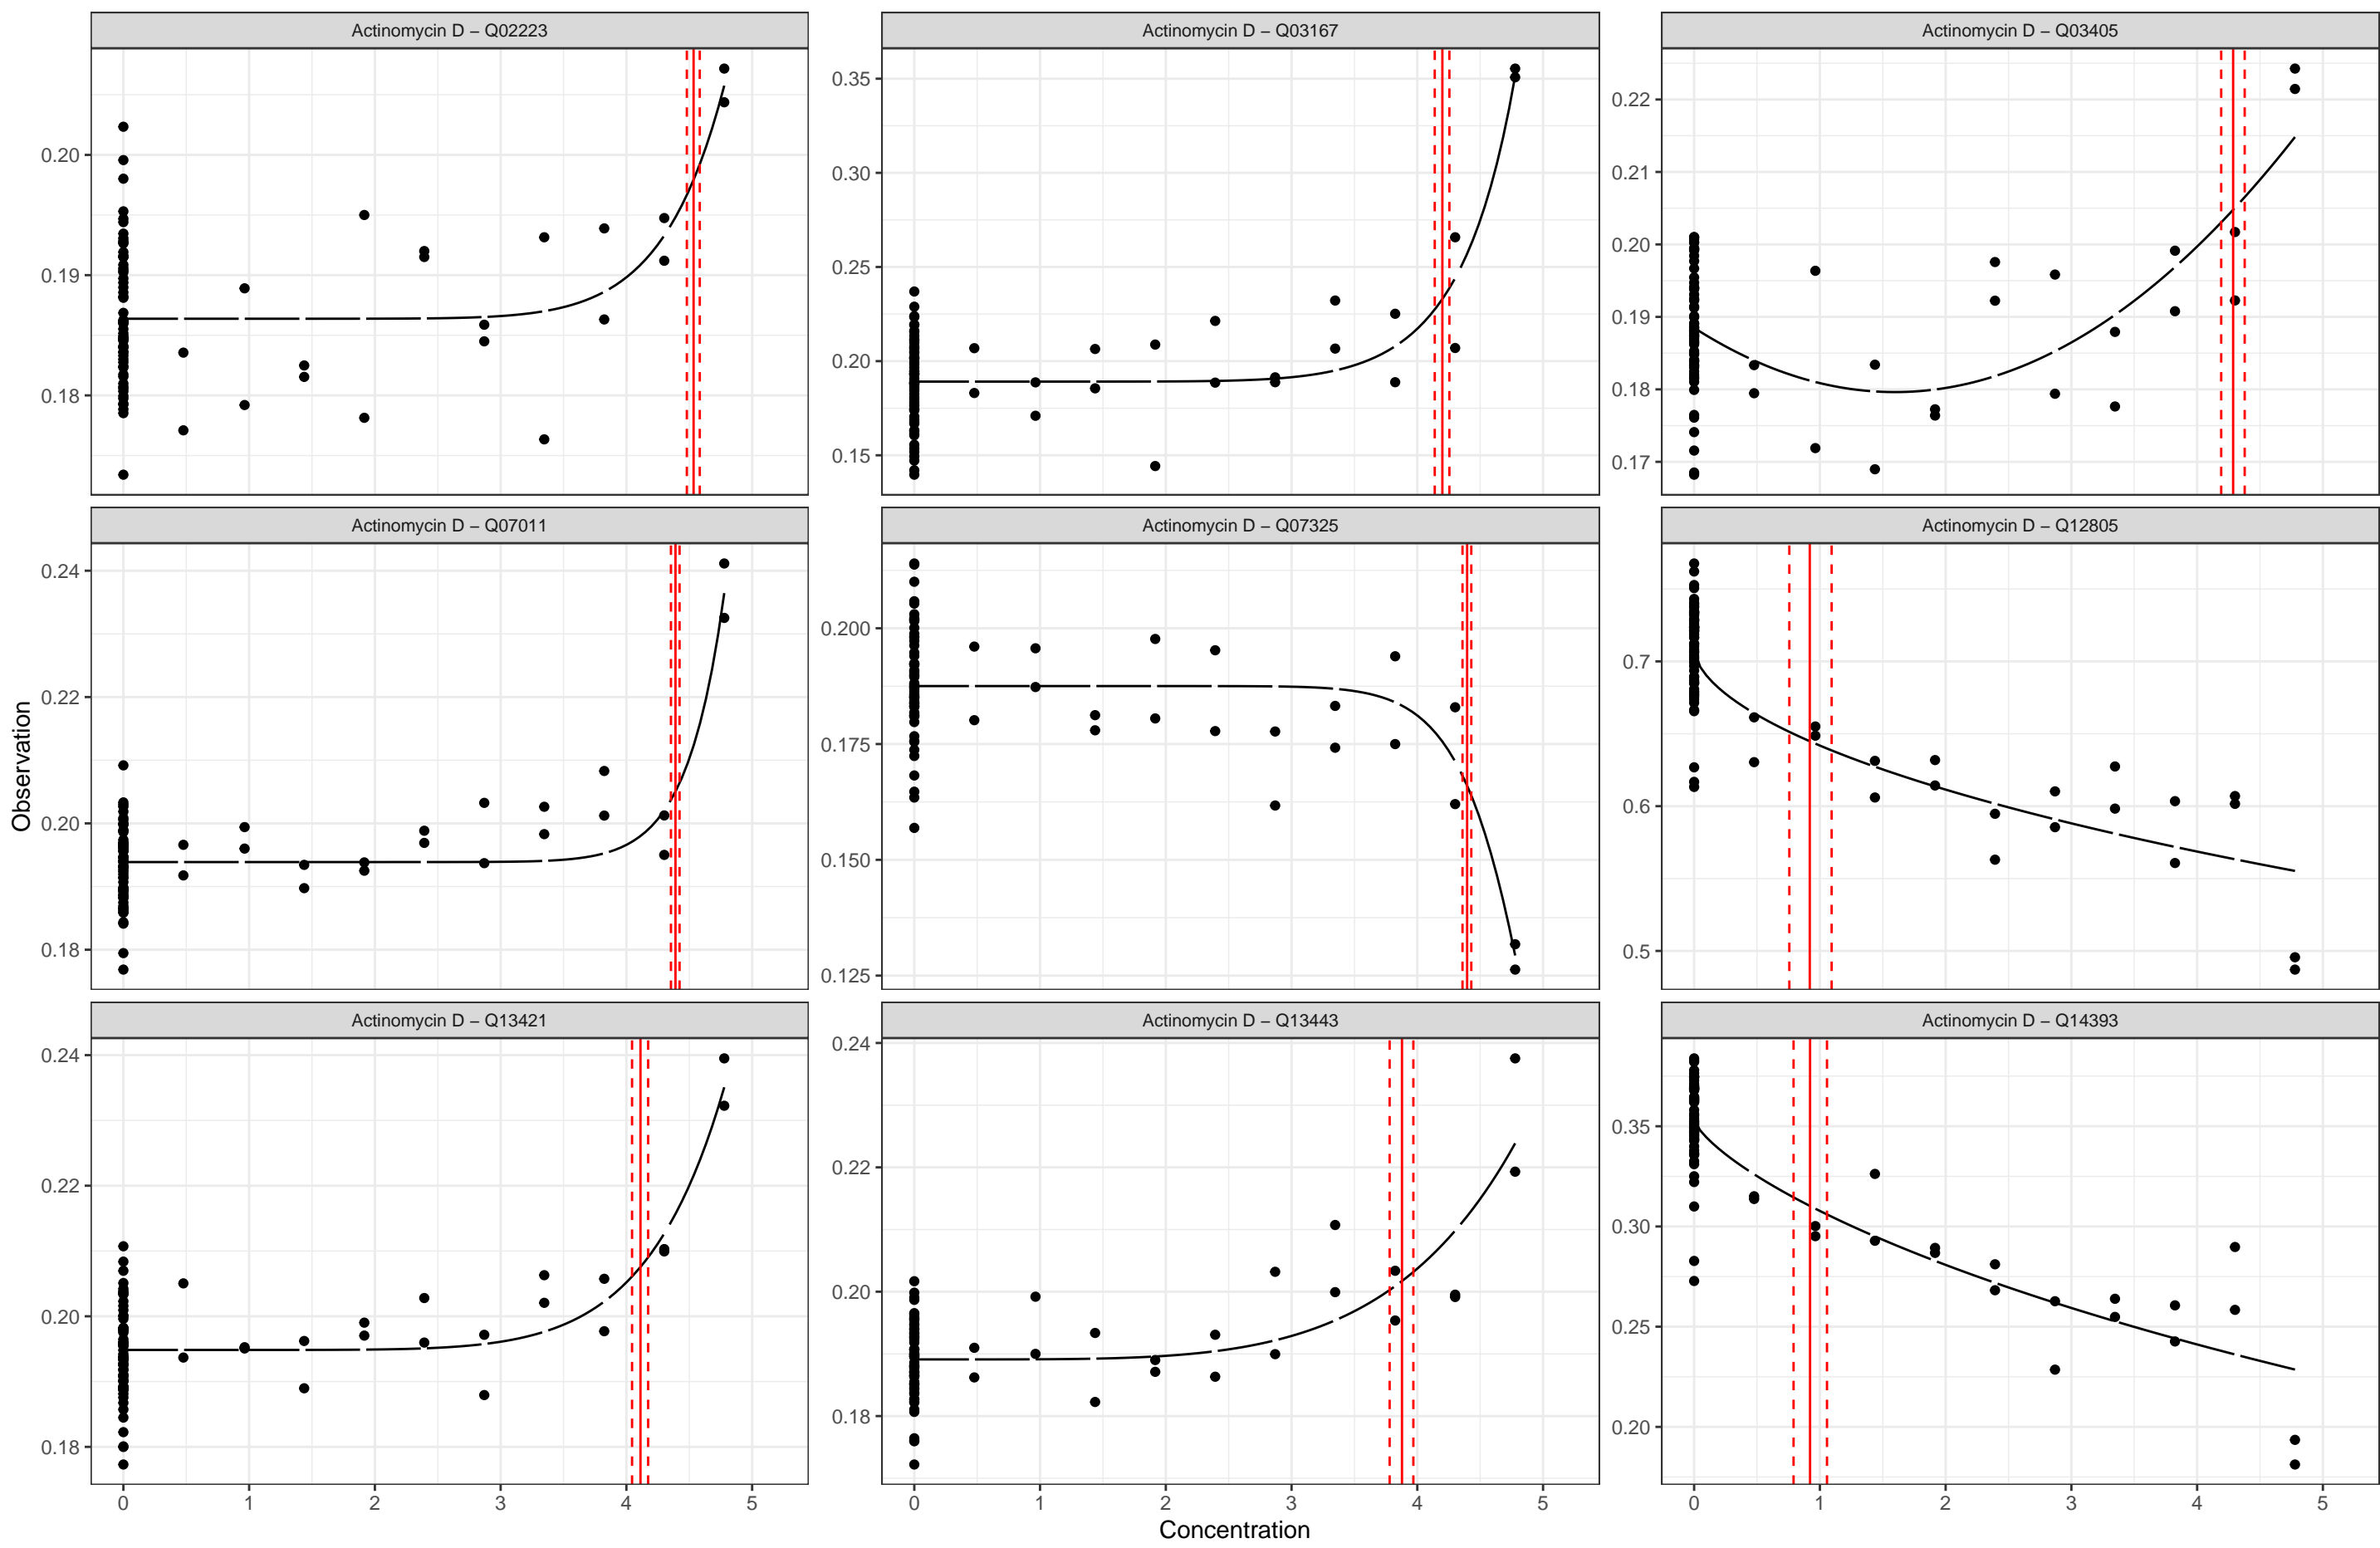 Actinomycin D – Q02223
Actinomycin D – Q03167
Actinomycin D – Q03405
0.20
0.19
0.18
0.35
0.30
0.25
0.20
0.15
0.22
0.21
0.20
0.19
0.18
0.17
Actinomycin D – Q07011
Actinomycin D – Q07325
Actinomycin D – Q12805
0.24
0.22
0.20
0.18
0.200
0.175
0.150
0.125
0.7
0.6
0.5
Observation
Actinomycin D – Q13421
Actinomycin D – Q13443
Actinomycin D – Q14393
0.24
0.22
0.20
0.18
0.24
0.22
0.20
0.18
0.35
0.30
0.25
0.20
0 1 2 3 4 5
0 1 2 3 4 5
0 1 2 3 4 5
Concentration